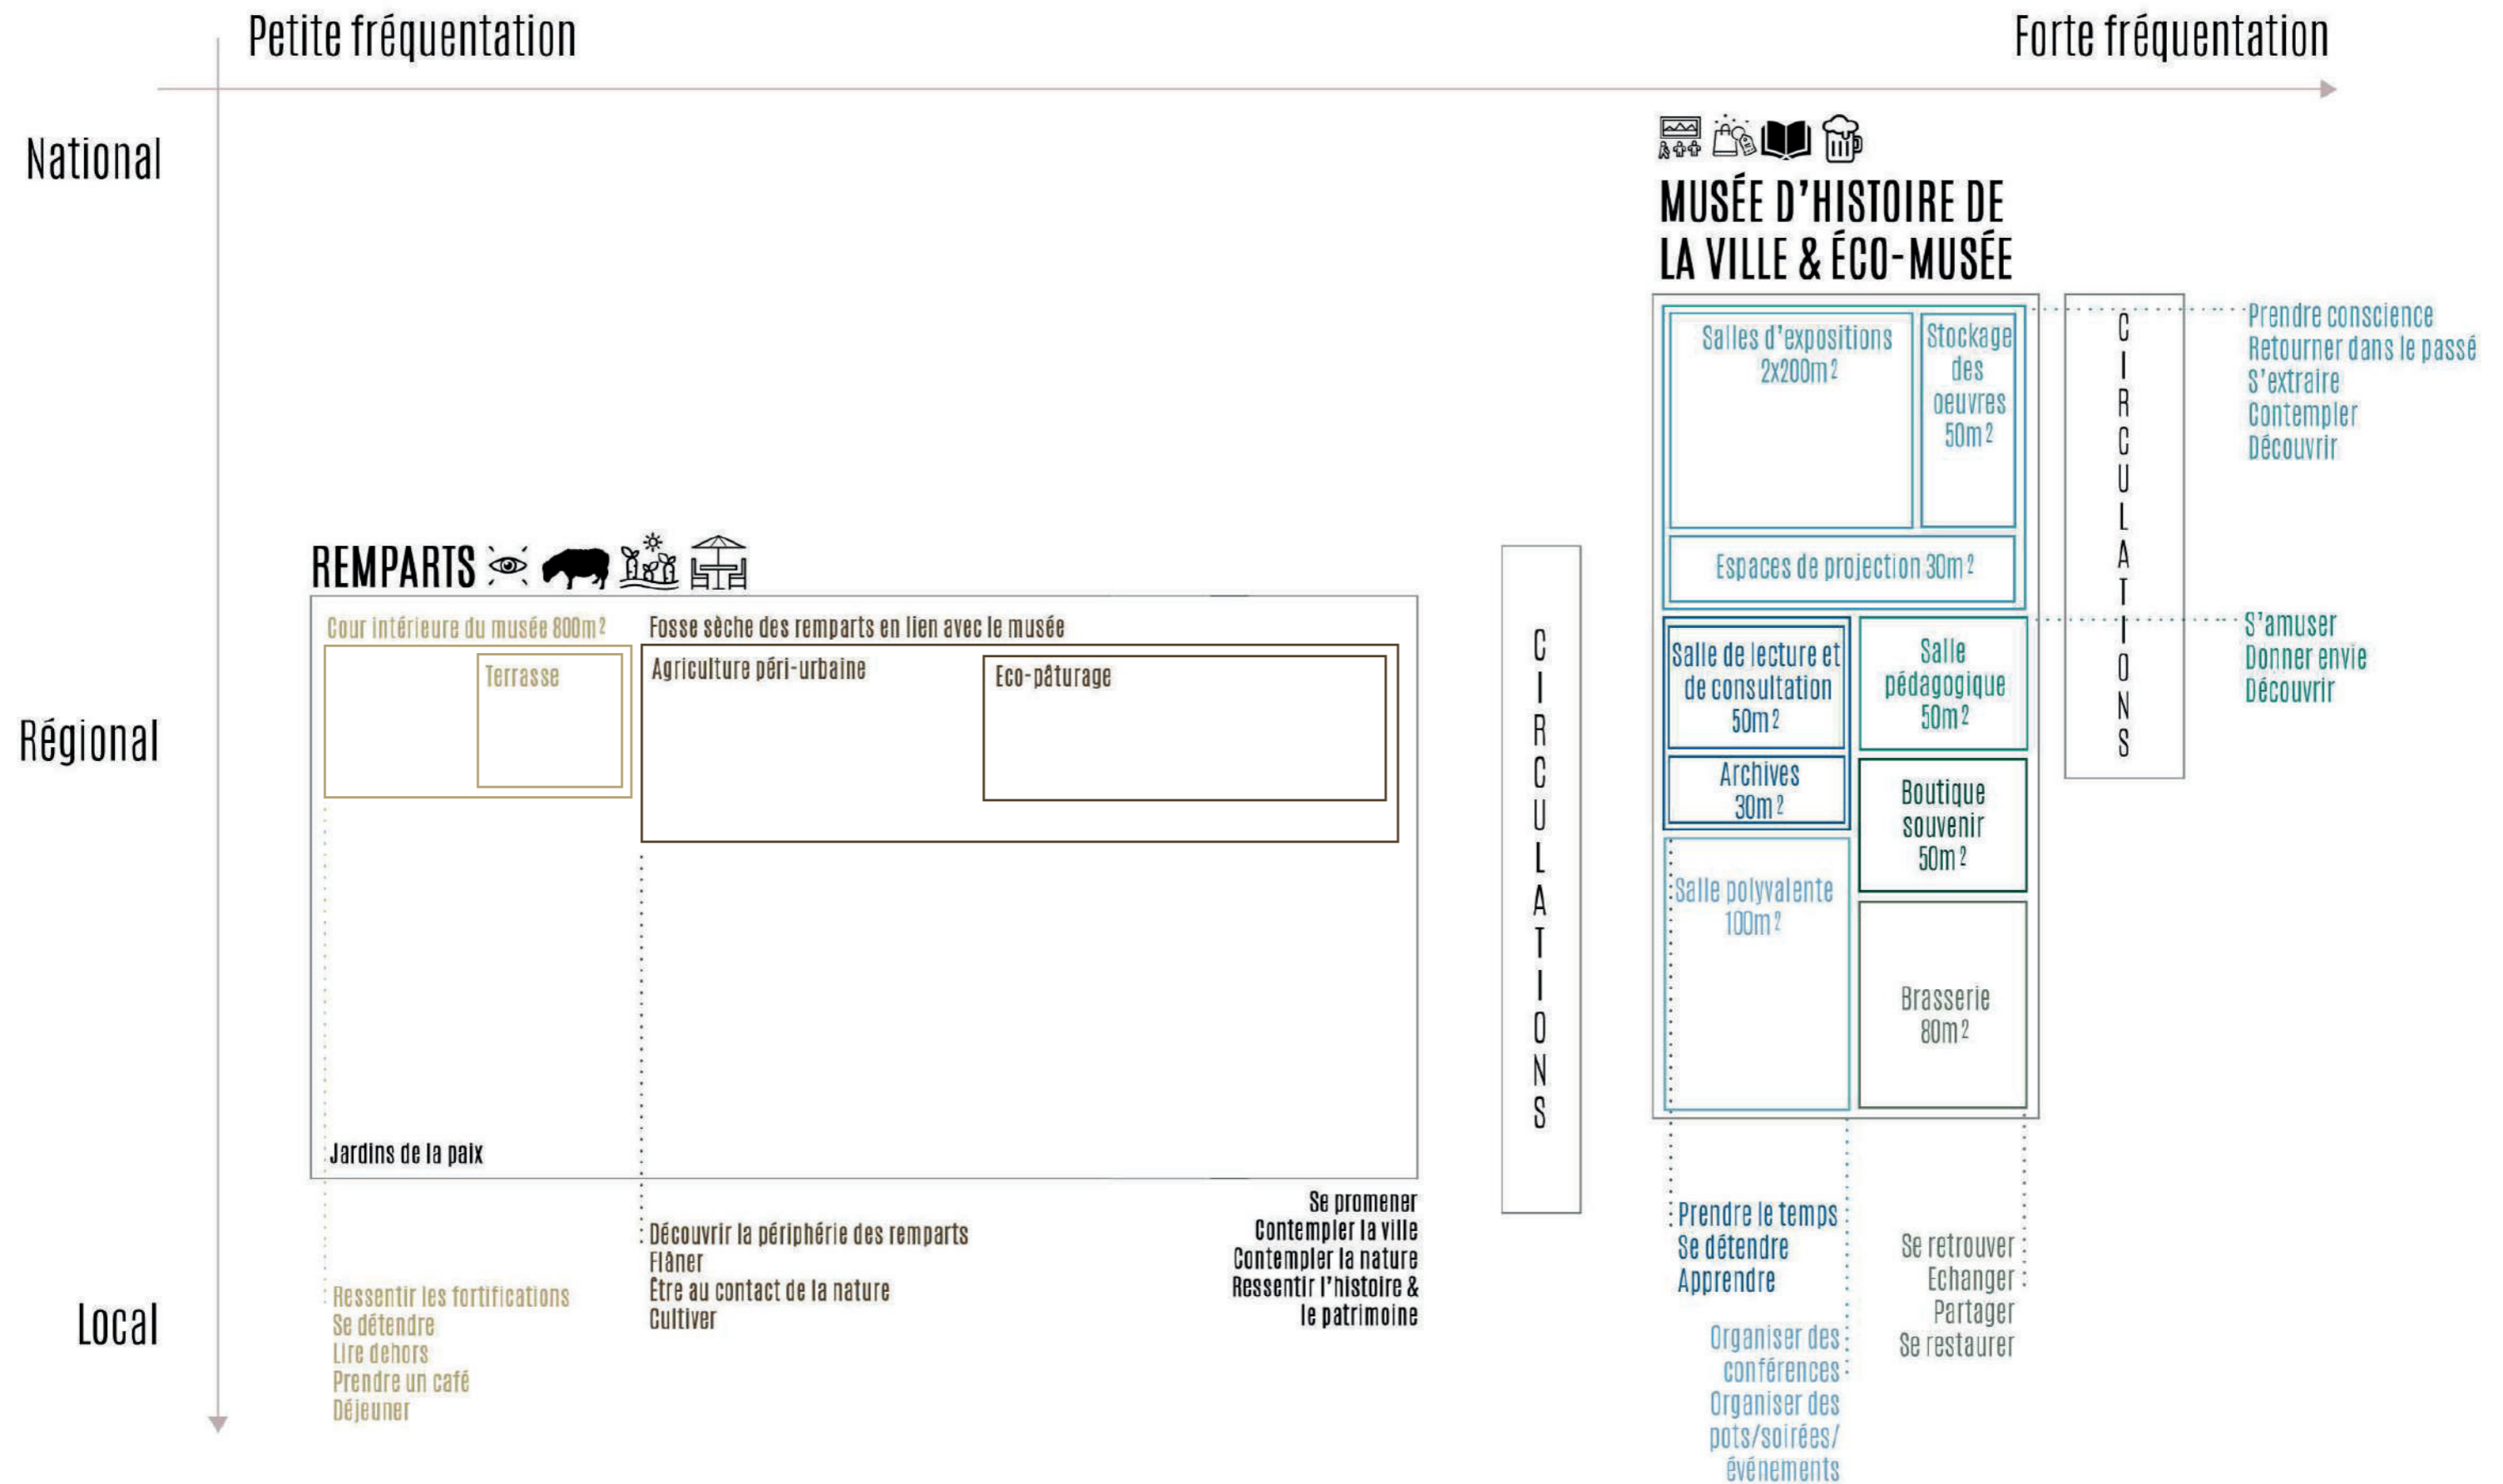 Petite fréquentation
Forte fréquentation
National
Régional
Local
MUSÉE D'HISTOIRE DE
LA VILLE & ÉCO-MUSÉE
Salles d'expositions
2x200m²
Stockage
des
oeuvres
50m²
Espaces de projection 30m²
Salle de lecture et
de consultation
50m²
Archives
30m²
Salle
pédagogique
50m²
Boutique
souvenir
50m²
Salle polyvalente
100m²
Brasserie
80m²
CIRCULATIONS
Prendre conscience
Retourner dans le passé
S'extraire
Contempler
Découvrir
S'amuser
Donner envie
Découvrir
REMPARTS
Cour intérieure du musée 800m²
Terrasse
Fosse sèche des remparts en lien avec le musée
Agriculture péri-urbaine
Eco-pâturage
Jardins de la paix
CIRCULATIONS
Ressentir les fortifications
Se détendre
Lire dehors
Prendre un café
Déjeuner
Découvrir la périphérie des remparts
Flâner
Être au contact de la nature
Cultiver
Se promener
Contempler la ville
Contempler la nature
Ressentir l'histoire &
le patrimoine
Prendre le temps
Se détendre
Apprendre
Organiser des
conférences
Organiser des
pots/soirées/
événements
Se retrouver
Echanger
Partager
Se restaurer